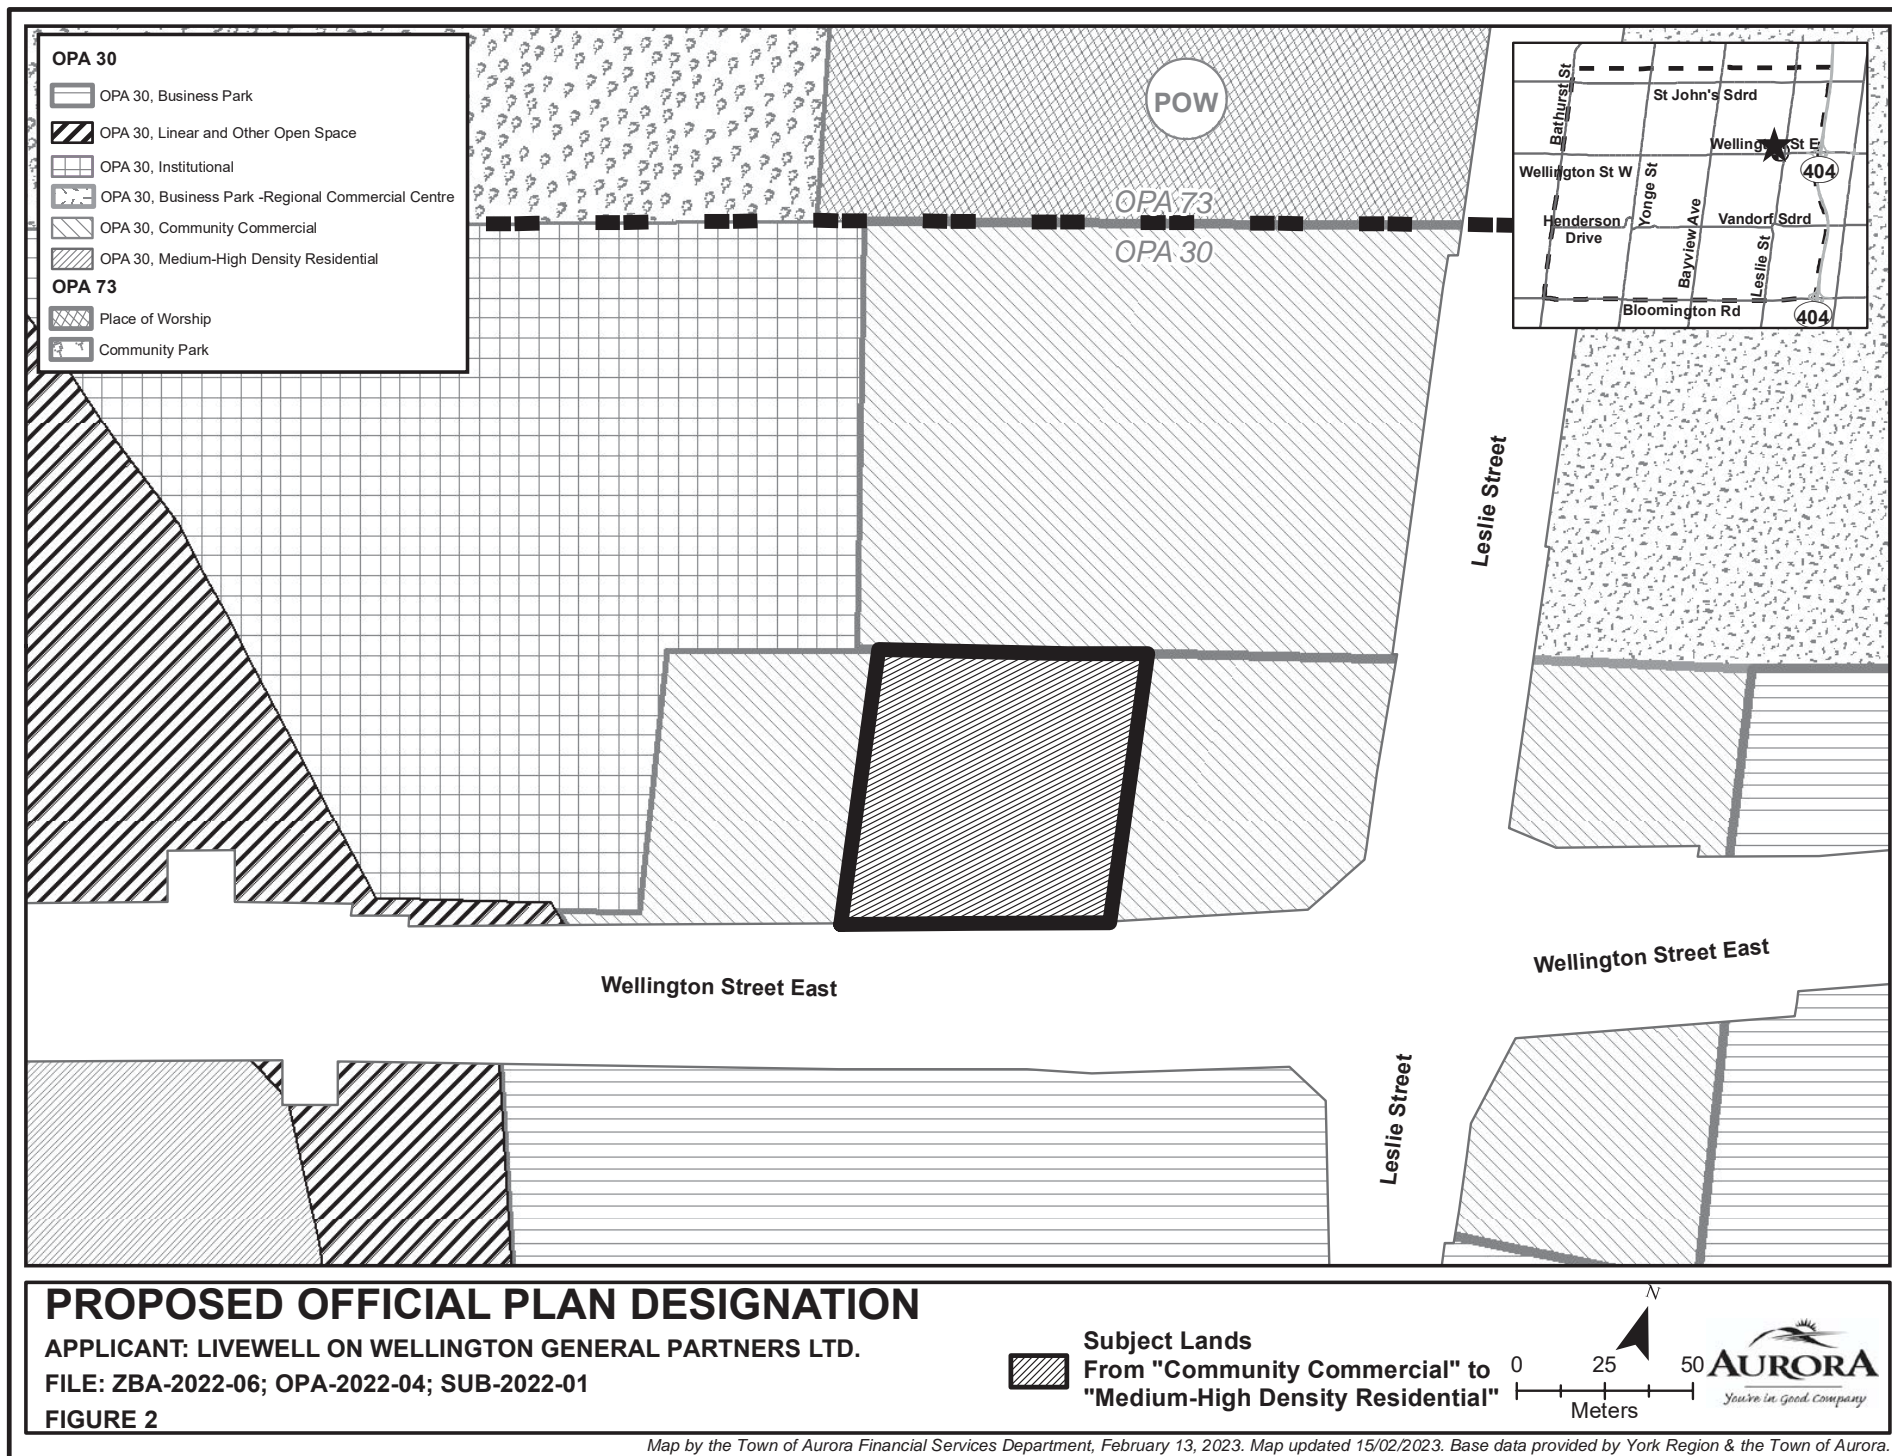 OPA 30
OPA 30, Business Park
OPA 30, Linear and Other Open Space
OPA 30, Institutional
OPA 30, Business Park -Regional Commercial Centre
OPA 30, Community Commercial
OPA 30, Medium-High Density Residential
OPA 73
Place of Worship
Community Park
POW
OPA 73
OPA 30
Bathurst St
St John's Sdrd
Wellington St E
Wellington St W
404
Yonge St
Henderson
Drive
Bayview Ave
Vandorf Sdrd
Leslie St
Bloomington Rd
404
Leslie Street
Wellington Street East
Wellington Street East
Leslie Street
PROPOSED OFFICIAL PLAN DESIGNATION
APPLICANT: LIVEWELL ON WELLINGTON GENERAL PARTNERS LTD.
FILE: ZBA-2022-06; OPA-2022-04; SUB-2022-01
FIGURE 2
Subject Lands
From "Community Commercial" to
"Medium-High Density Residential"
N
0 25 50
Meters
AURORA
You're in Good Company
Map by the Town of Aurora Financial Services Department, February 13, 2023. Map updated 15/02/2023. Base data provided by York Region & the Town of Aurora.